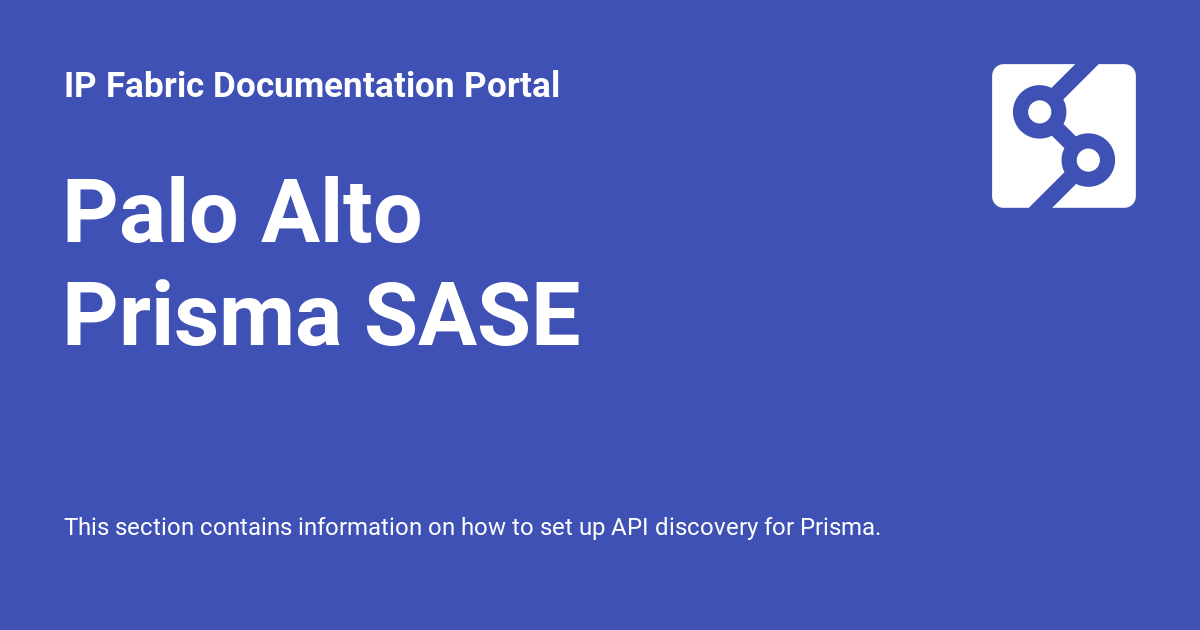 IP Fabric Documentation Portal
Palo Alto
Prisma SASE
This section contains information on how to set up API discovery for Prisma.